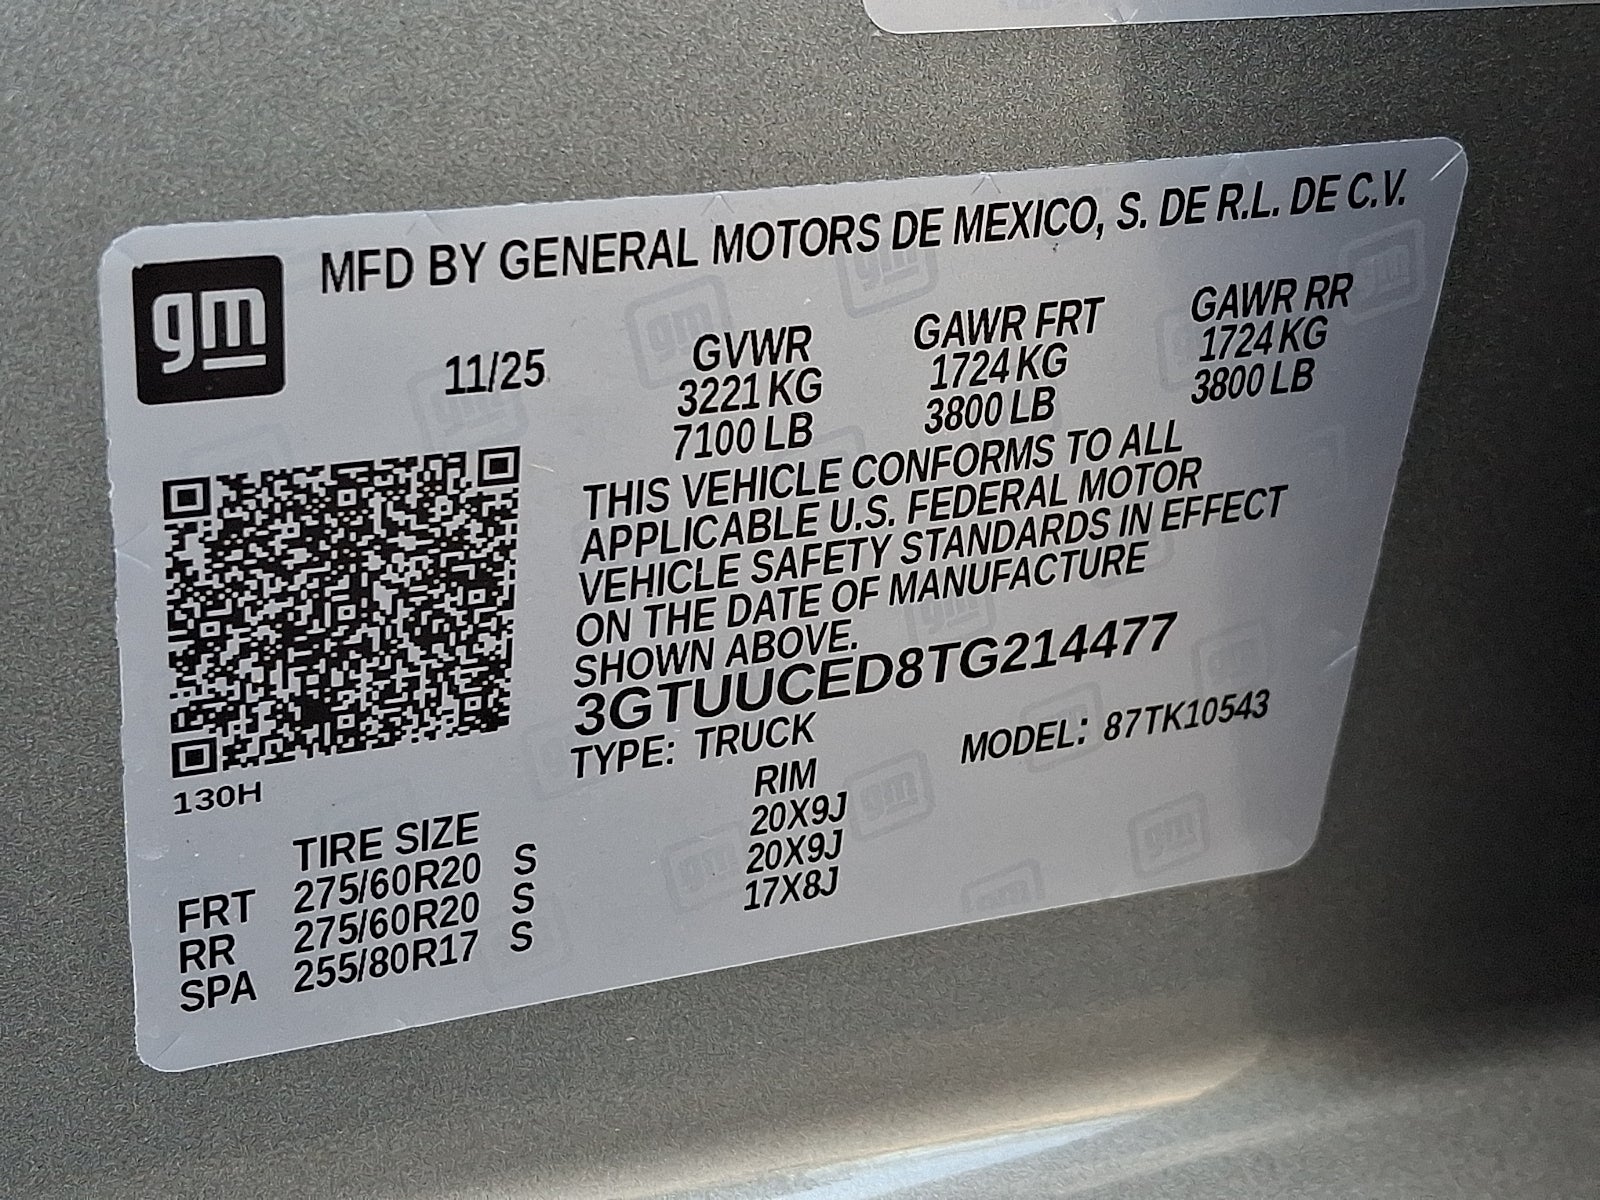 gm
MFD BY GENERAL MOTORS DE MEXICO, S. DE R.L. DE C.V.
11/25
GVWR GAWR FRT GAWR RR
3221 KG 1724 KG 1724 KG
7100 LB 3800 LB 3800 LB
THIS VEHICLE CONFORMS TO ALL
APPLICABLE U.S. FEDERAL MOTOR
VEHICLE SAFETY STANDARDS IN EFFECT
ON THE DATE OF MANUFACTURE
SHOWN ABOVE.
3GTUUCED8TG214477
TYPE: TRUCK MODEL: 87TK10543
130H
TIRE SIZE RIM
FRT 275/60R20 S 20X9J
RR 275/60R20 S 20X9J
SPA 255/80R17 S 17X8J